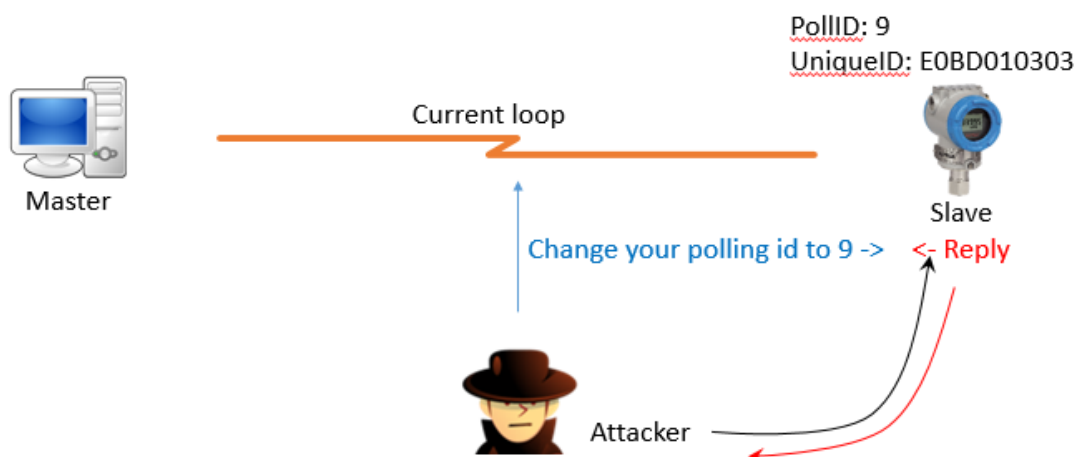 PollID: 9
UniqueID: E0BD010303
Current loop
Master
Slave
Change your polling id to 9 -> <- Reply
Attacker